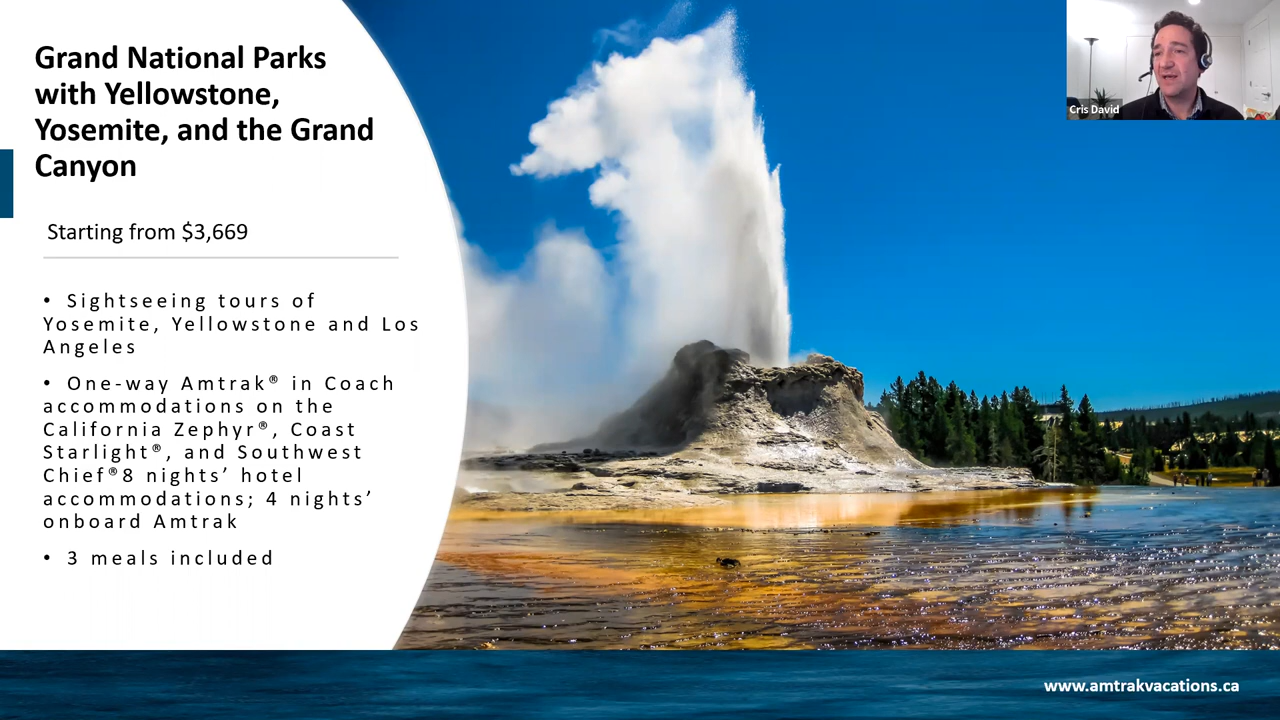 Grand National Parks
with Yellowstone,
Yosemite, and the Grand
Canyon
Starting from $3,669
• Sightseeing tours of
Yosemite, Yellowstone and Los
Angeles
• One-way Amtrak® in Coach
accommodations on the
California Zephyr®, Coast
Starlight®, and Southwest
Chief®8 nights’ hotel
accommodations; 4 nights’
onboard Amtrak
• 3 meals included
Cris David
www.amtrakvacations.ca